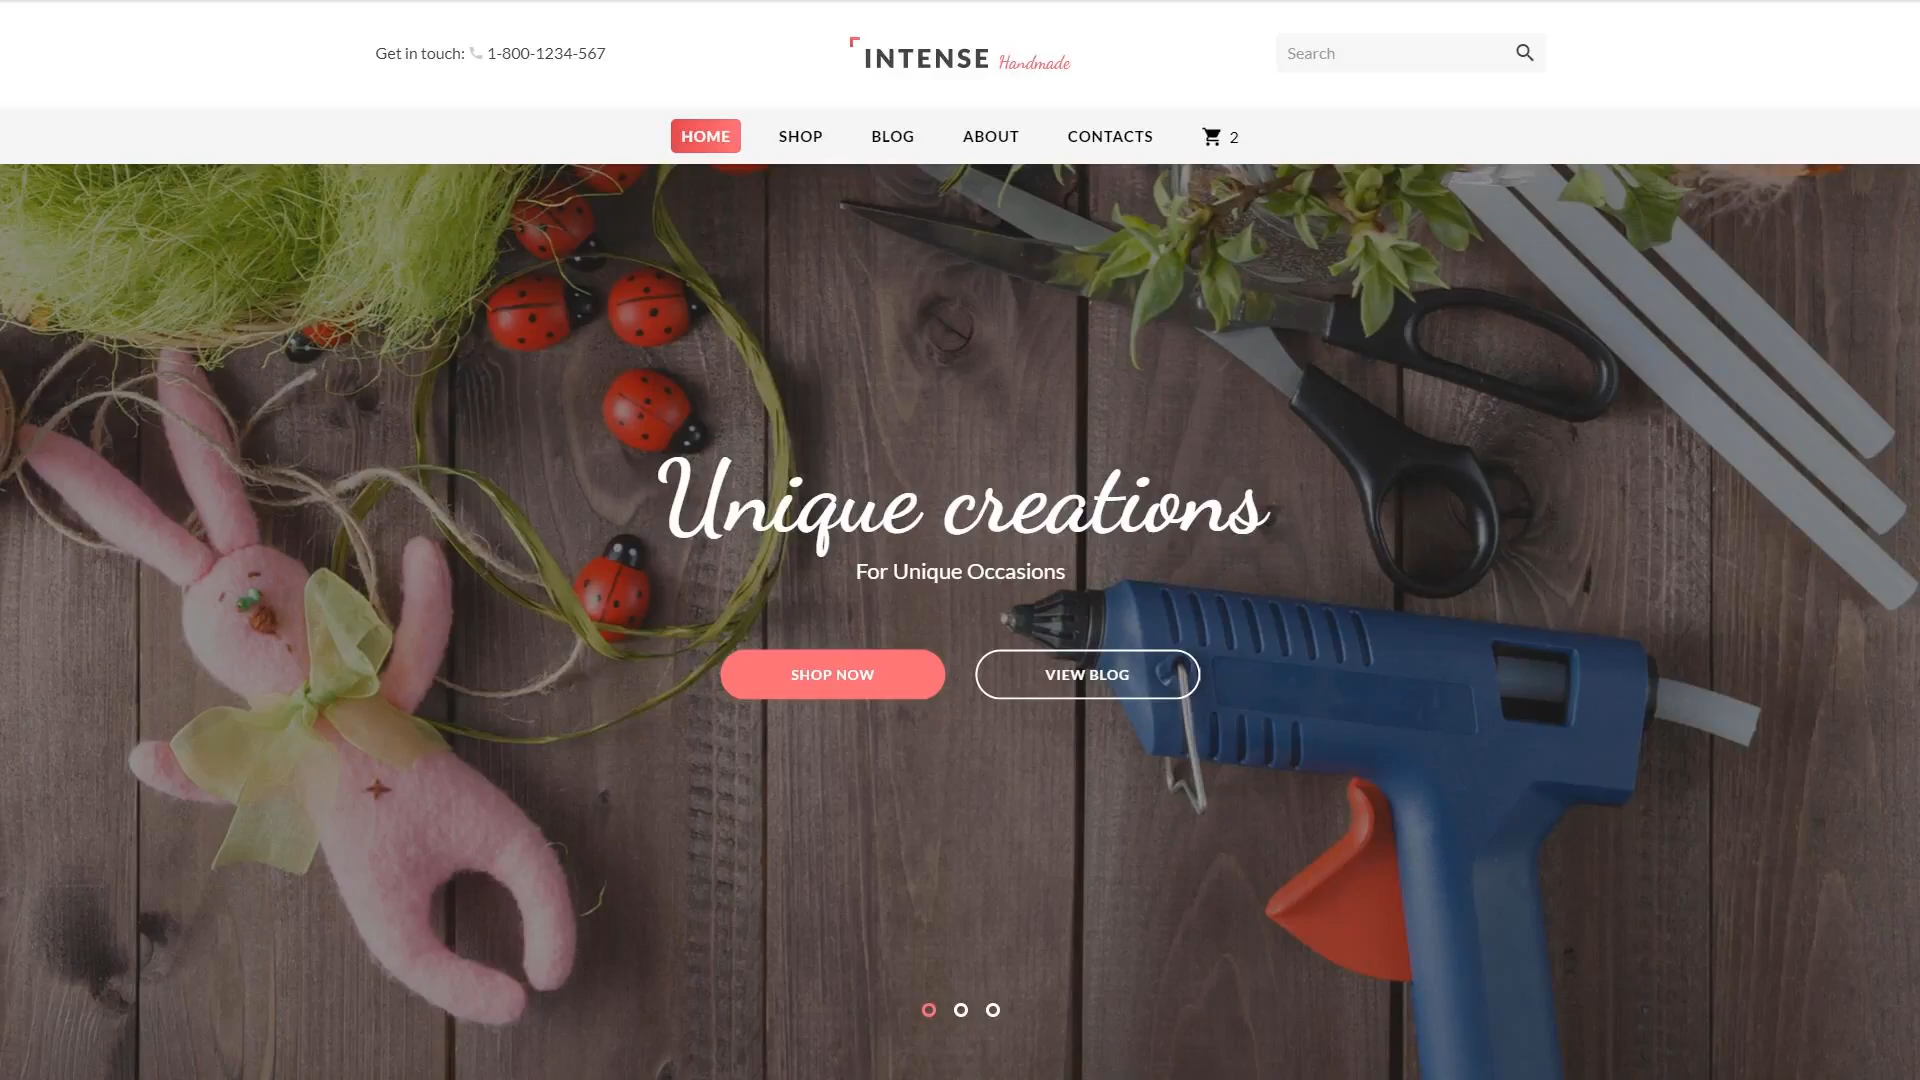 Get in touch: 1-800-1234-567
INTENSE Handmade
Search
HOME SHOP BLOG ABOUT CONTACTS 2
Unique creations
For Unique Occasions
SHOP NOW VIEW BLOG